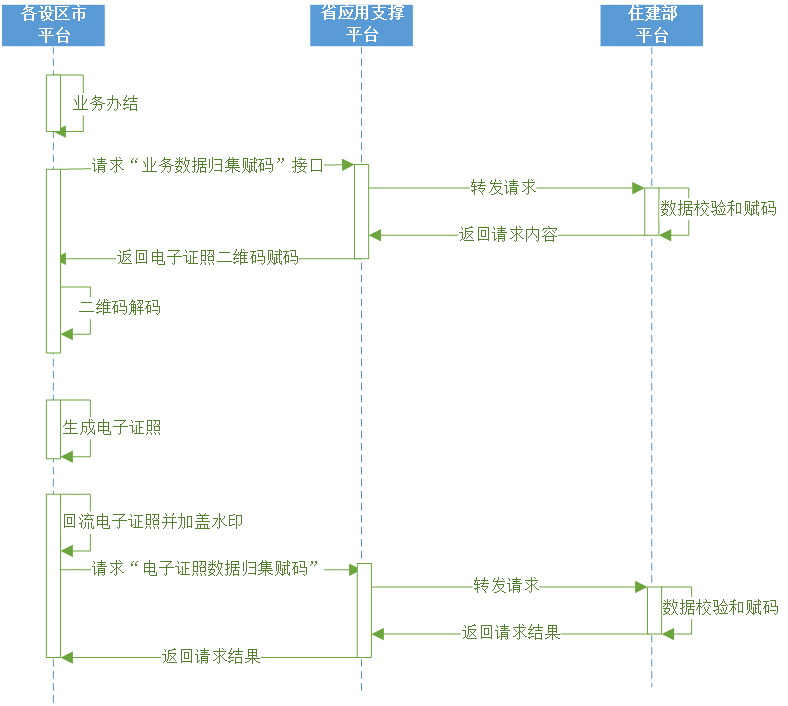 各设区市
平台
省应用支撑
平台
住建部
平台
业务办结
请求“业务数据归集赋码”接口
转发请求
数据校验和赋码
返回请求内容
返回电子证照二维码赋码
二维码解码
生成电子证照
回流电子证照并加盖水印
请求“电子证照数据归集赋码”
转发请求
数据校验和赋码
返回请求结果
返回请求结果